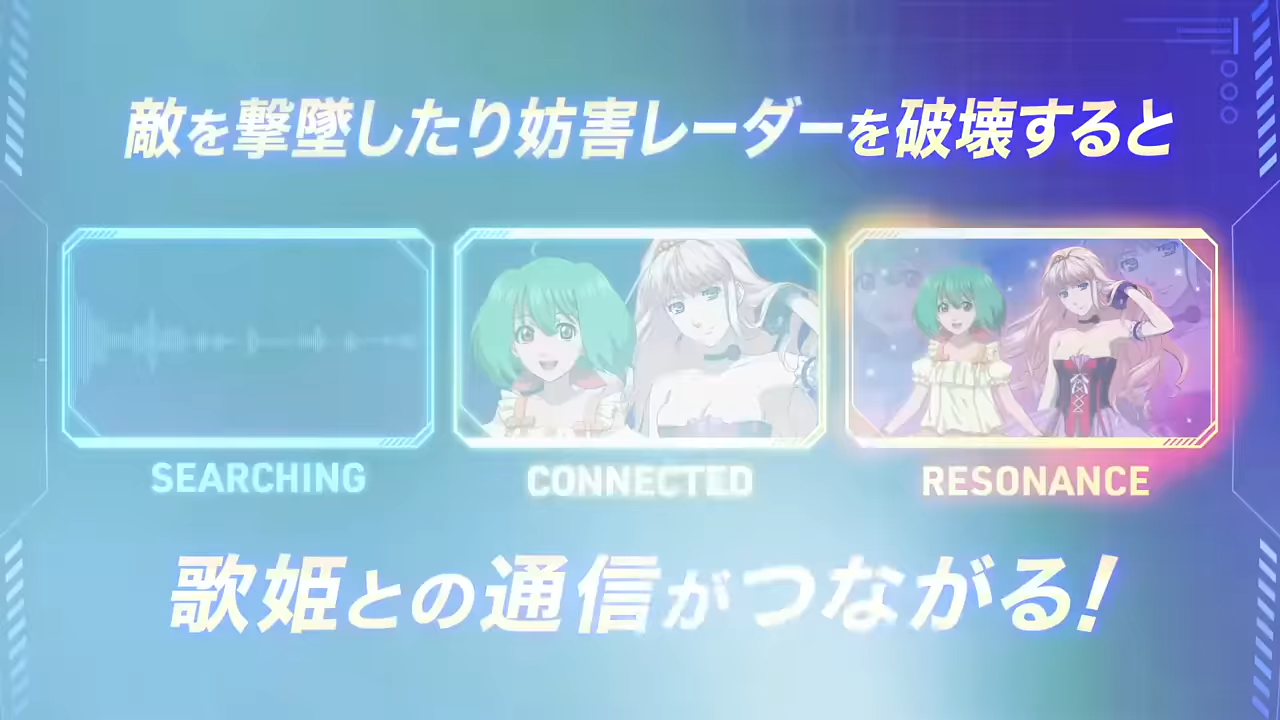 敵を撃墜したり妨害レーダーを破壊すると
SEARCHING
CONNECTED
RESONANCE
歌姫との通信がつながる!